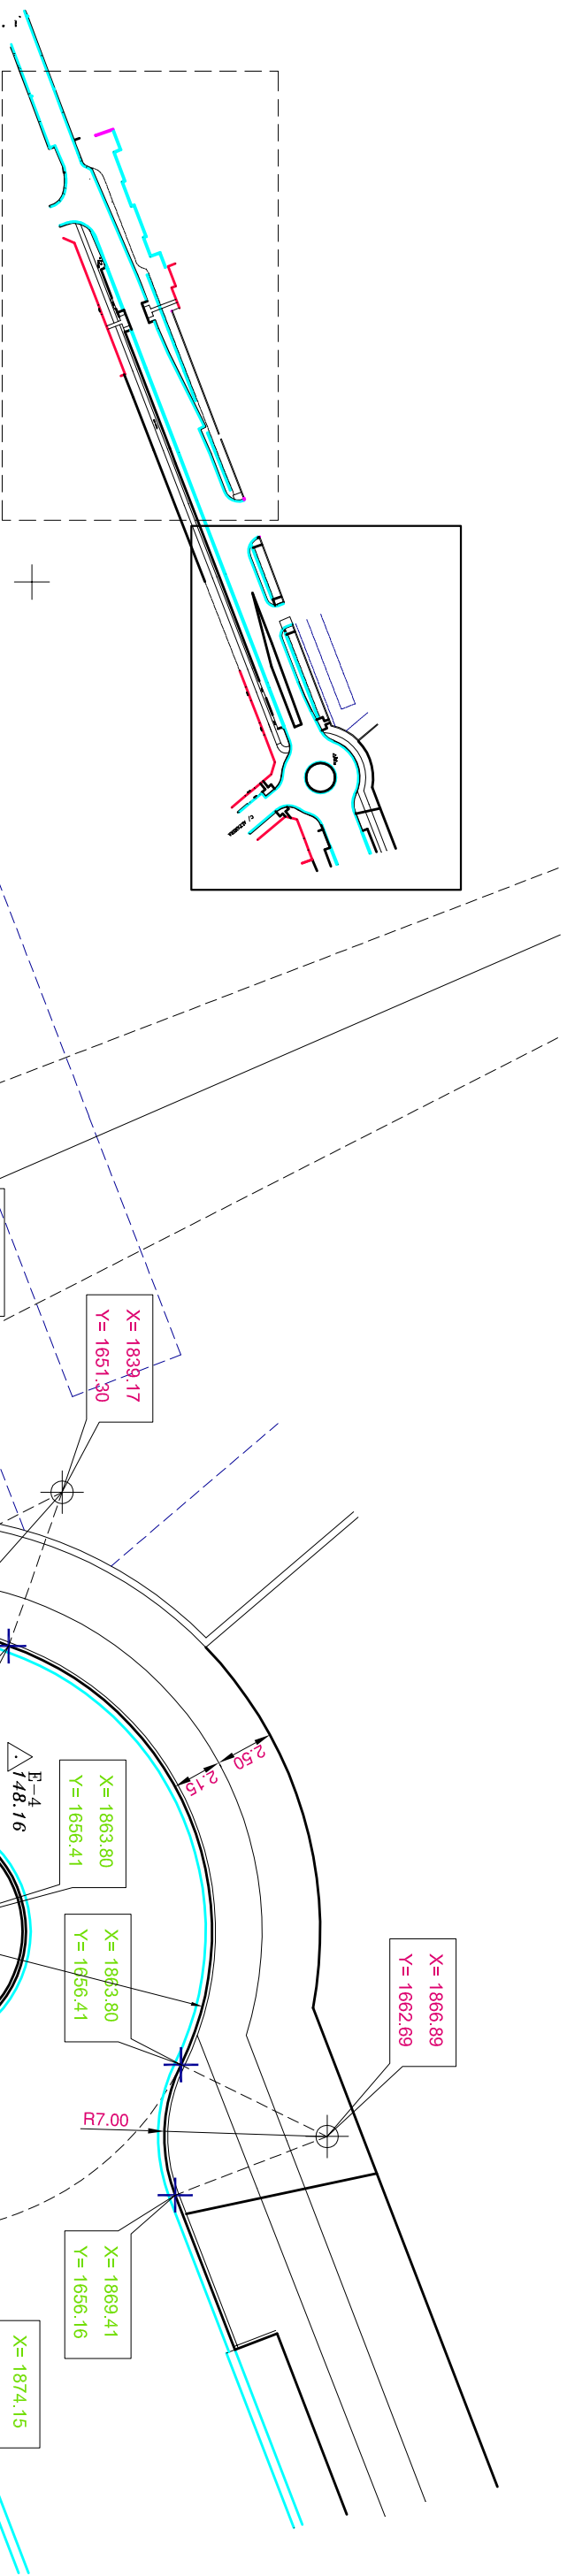 X= 1839.17
Y= 1651.30
2.50
2.15
E-4
148.16
X= 1863.80
Y= 1656.41
X= 1863.80
Y= 1656.41
X= 1866.89
Y= 1662.69
R7.00
X= 1869.41
Y= 1656.16
X= 1874.15